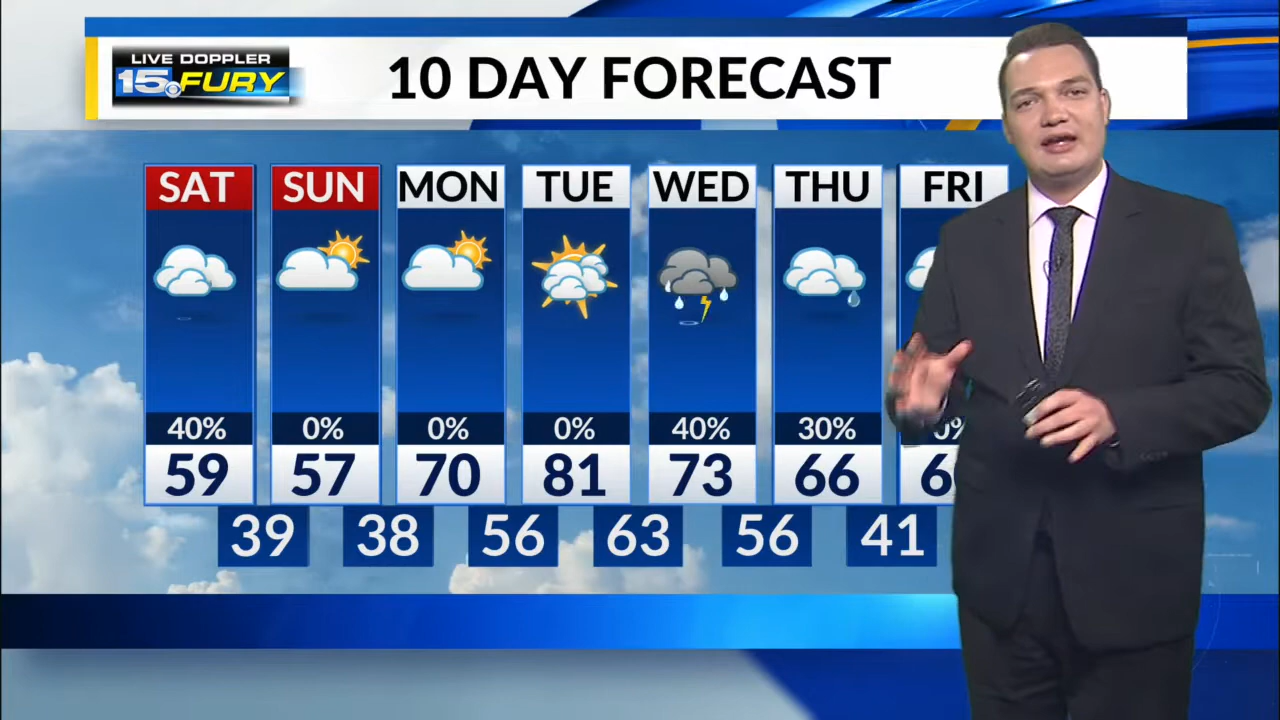 LIVE DOPPLER
15 FURY
10 DAY FORECAST
SAT SUN MON TUE WED THU FRI
40% 0% 0% 0% 40% 30%
59 57 70 81 73 66
39 38 56 63 56 41